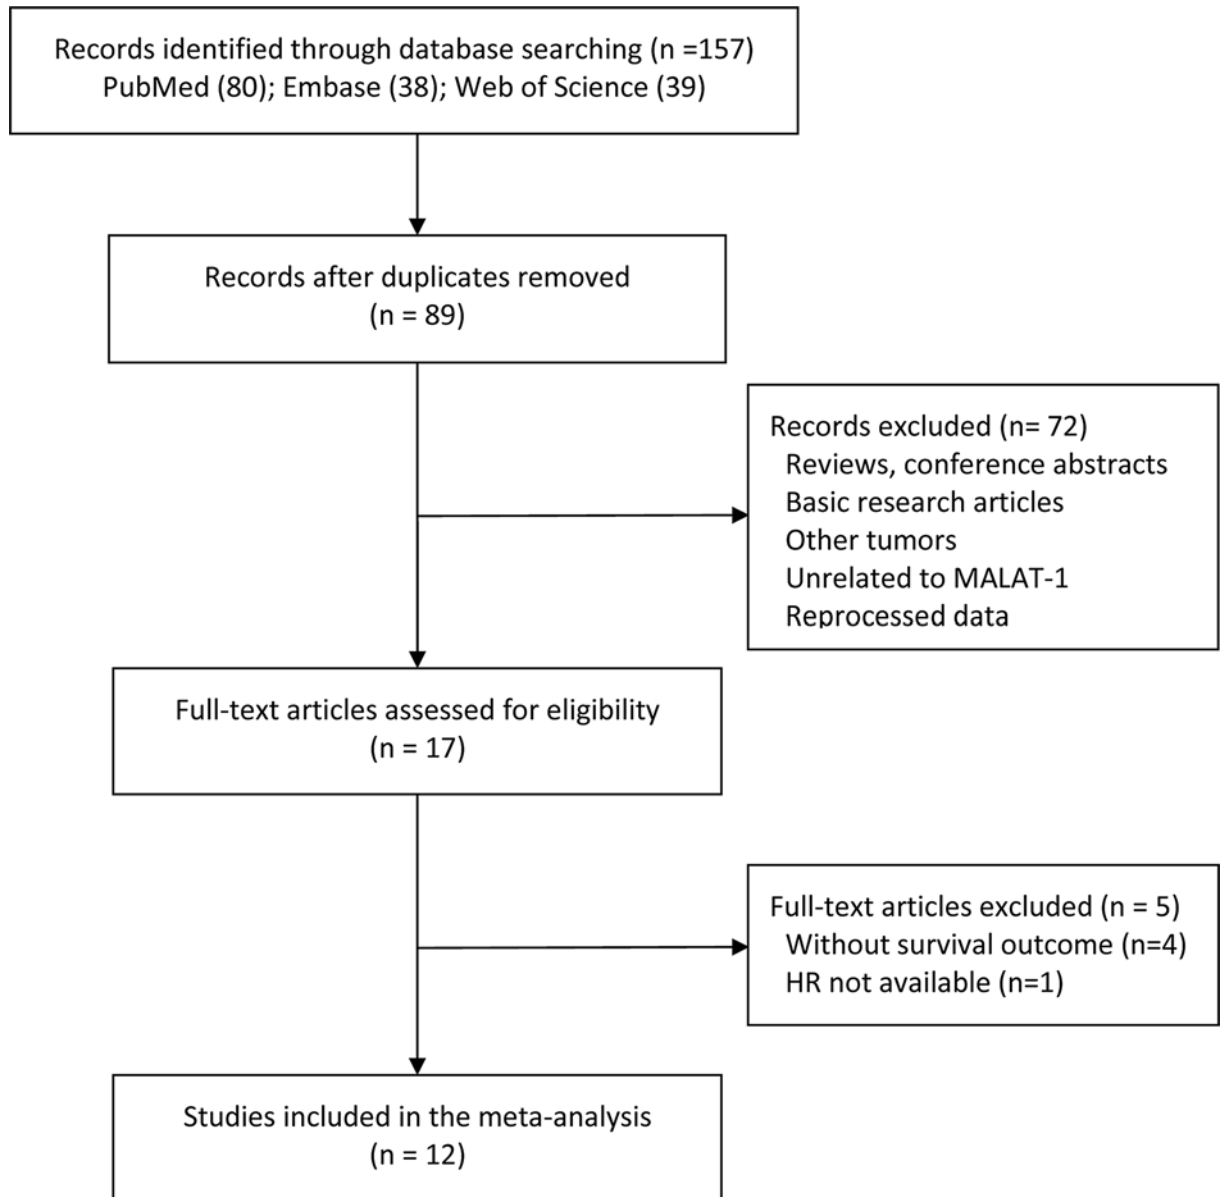 Records identified through database searching (n =157)
PubMed (80); Embase (38); Web of Science (39)
Records after duplicates removed
(n = 89)
Records excluded (n= 72)
Reviews, conference abstracts
Basic research articles
Other tumors
Unrelated to MALAT-1
Reprocessed data
Full-text articles assessed for eligibility
(n = 17)
Full-text articles excluded (n = 5)
Without survival outcome (n=4)
HR not available (n=1)
Studies included in the meta-analysis
(n = 12)